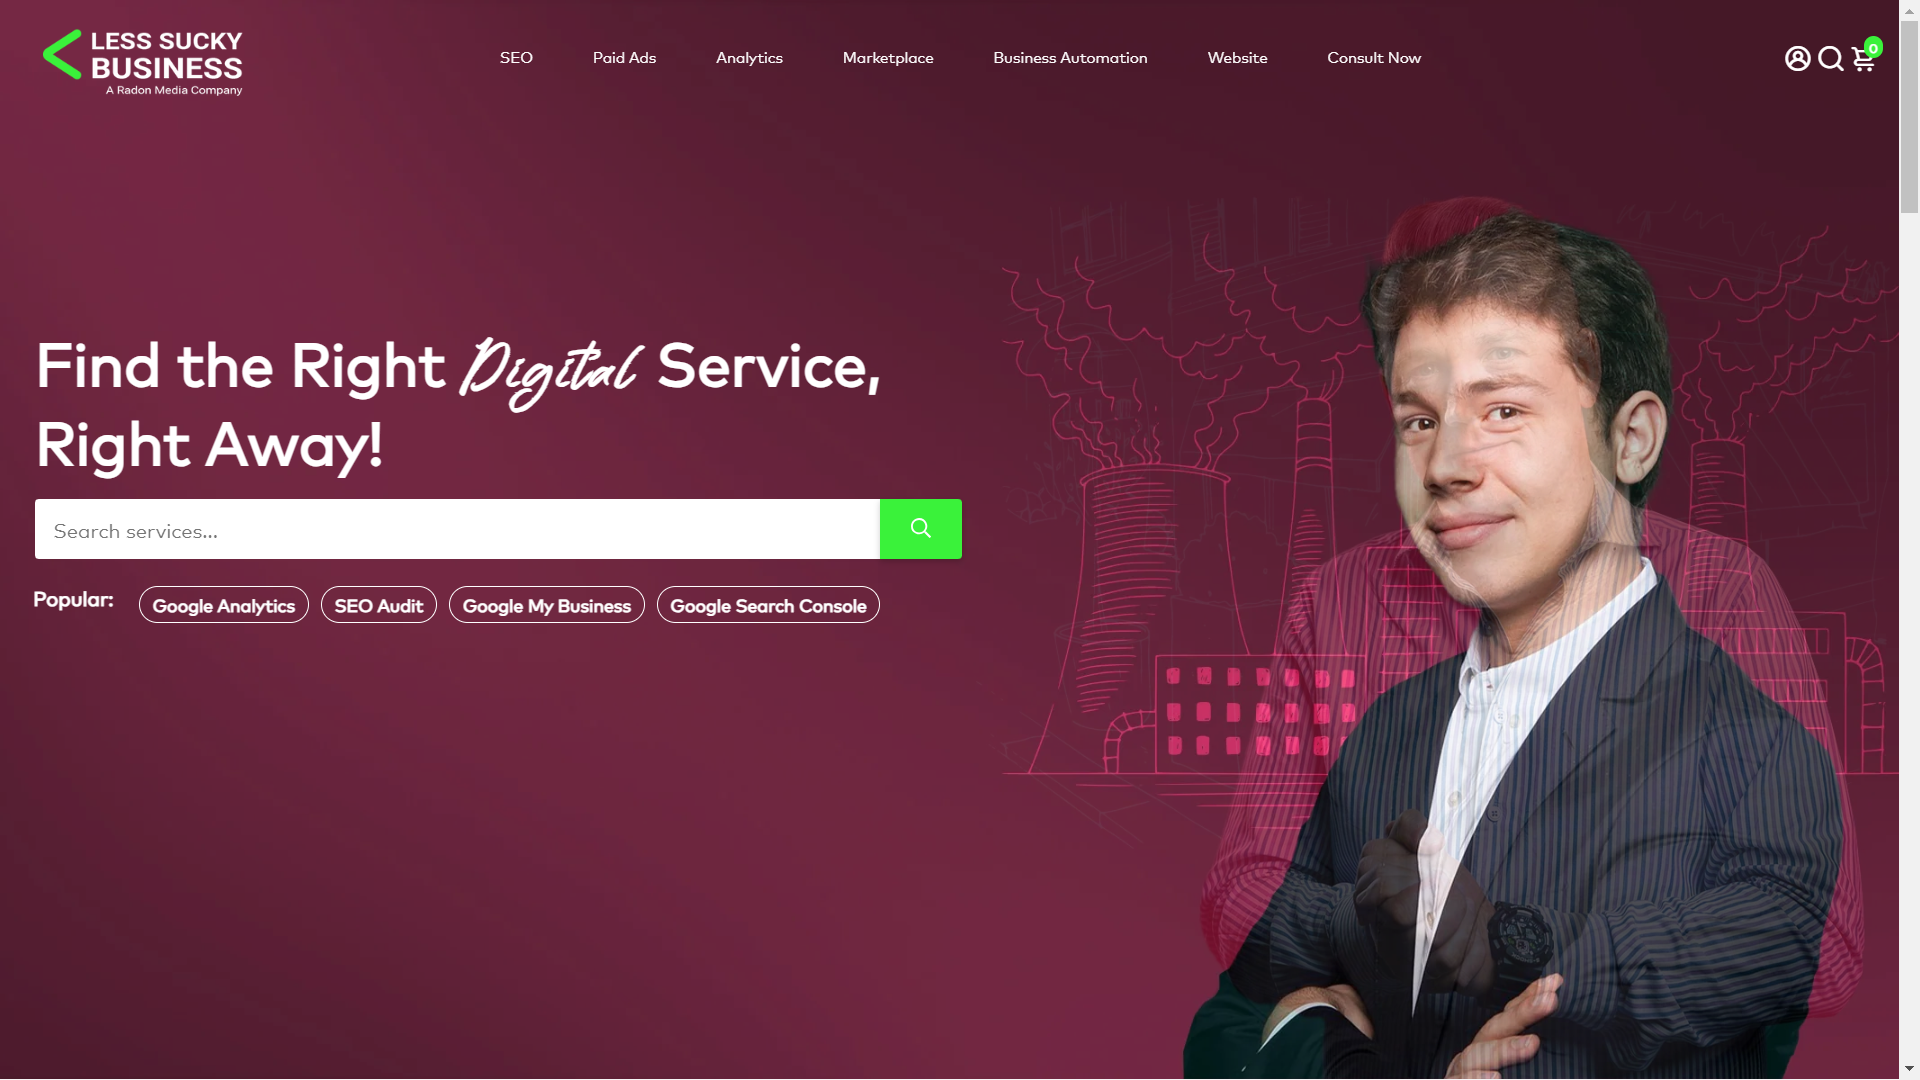 LESS SUCKY
BUSINESS
A Radon Media Company
SEO
Paid Ads
Analytics
Marketplace
Business Automation
Website
Consult Now
0
Find the Right Digital Service,
Right Away!
Search services...
Popular:
Google Analytics
SEO Audit
Google My Business
Google Search Console